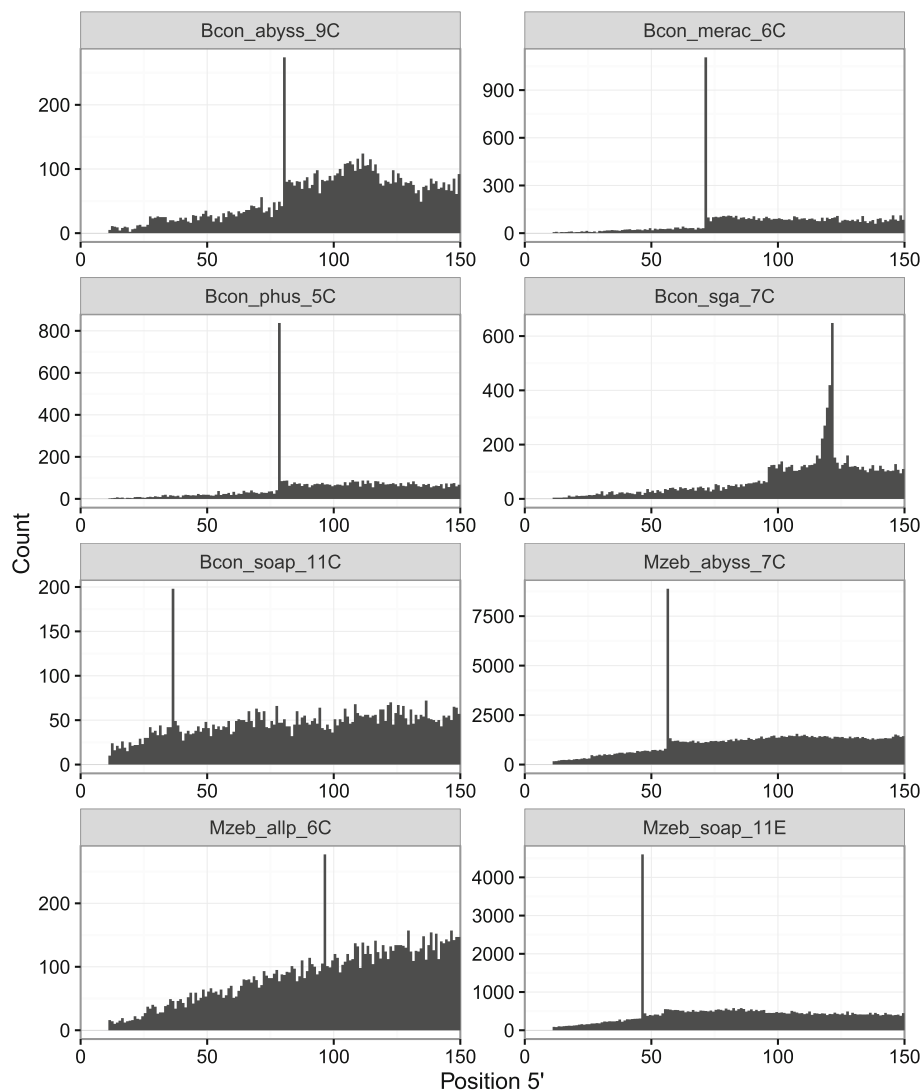 Bcon_abyss_9C
Bcon_merac_6C
200
100
0
0 50 100 150
900
600
300
0
0 50 100 150
Bcon_phus_5C
Bcon_sga_7C
800
600
400
200
0
0 50 100 150
600
400
200
0
0 50 100 150
Count
Bcon_soap_11C
Mzeb_abyss_7C
200
150
100
50
0
0 50 100 150
7500
5000
2500
0
0 50 100 150
Mzeb_allp_6C
Mzeb_soap_11E
200
100
0
0 50 100 150
4000
3000
2000
1000
0
0 50 100 150
Position 5'